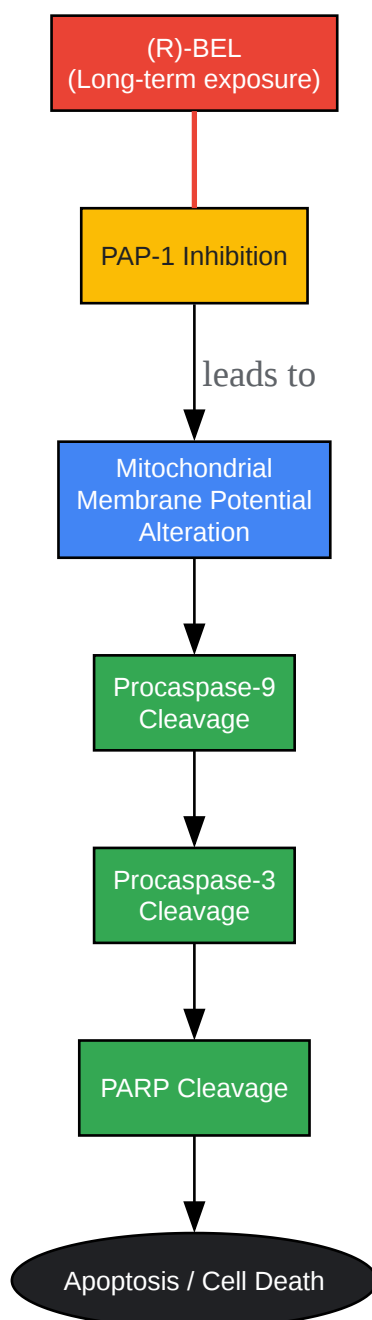 (R)-BEL
(Long-term exposure)
PAP-1 Inhibition
leads to
Mitochondrial
Membrane Potential
Alteration
Procaspase-9
Cleavage
Procaspase-3
Cleavage
PARP Cleavage
Apoptosis / Cell Death